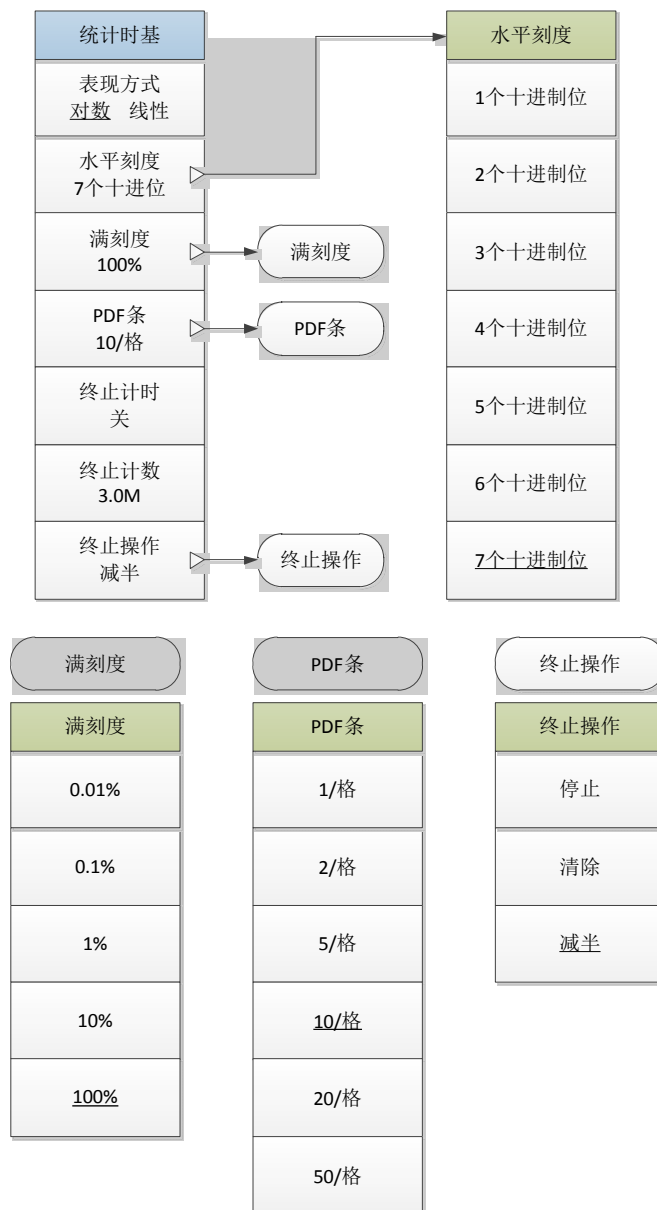 统计时基
表现方式
对数 线性
水平刻度
7个十进位
满刻度
100%
PDF条
10/格
终止计时
关
终止计数
3.0M
终止操作
减半
满刻度
PDF条
终止操作
水平刻度
1个十进制位
2个十进制位
3个十进制位
4个十进制位
5个十进制位
6个十进制位
7个十进制位
满刻度
满刻度
0.01%
0.1%
1%
10%
100%
PDF条
PDF条
1/格
2/格
5/格
10/格
20/格
50/格
终止操作
终止操作
停止
清除
减半